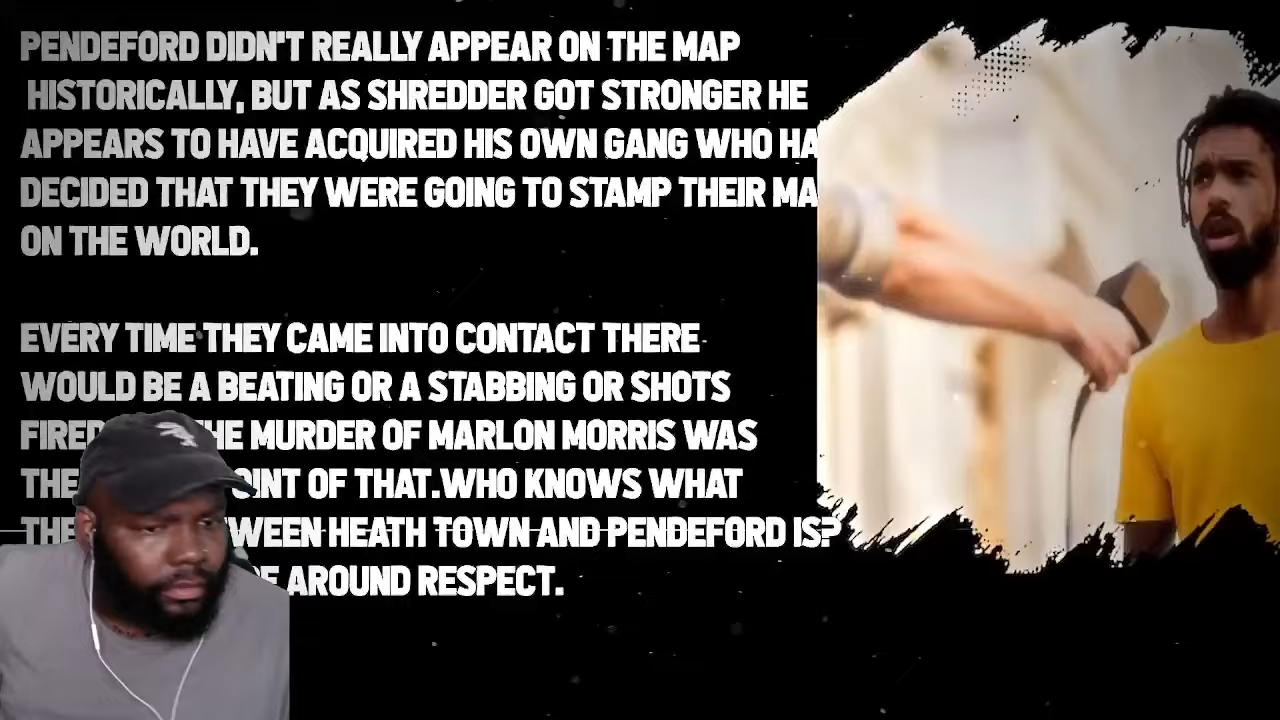 PENDEFORD DIDN'T REALLY APPEAR ON THE MAP
HISTORICALLY, BUT AS SHREDDER GOT STRONGER HE
APPEARS TO HAVE ACQUIRED HIS OWN GANG WHO HA
DECIDED THAT THEY WERE GOING TO STAMP THEIR MA
ON THE WORLD.
EVERY TIME THEY CAME INTO CONTACT THERE
WOULD BE A BEATING OR A STABBING OR SHOTS
FIRED HE MURDER OF MARLON MORRIS WAS
THE OINT OF THAT.WHO KNOWS WHAT
THE WEEN HEATH TOWN AND PENDEFORD IS?
AROUND RESPECT.